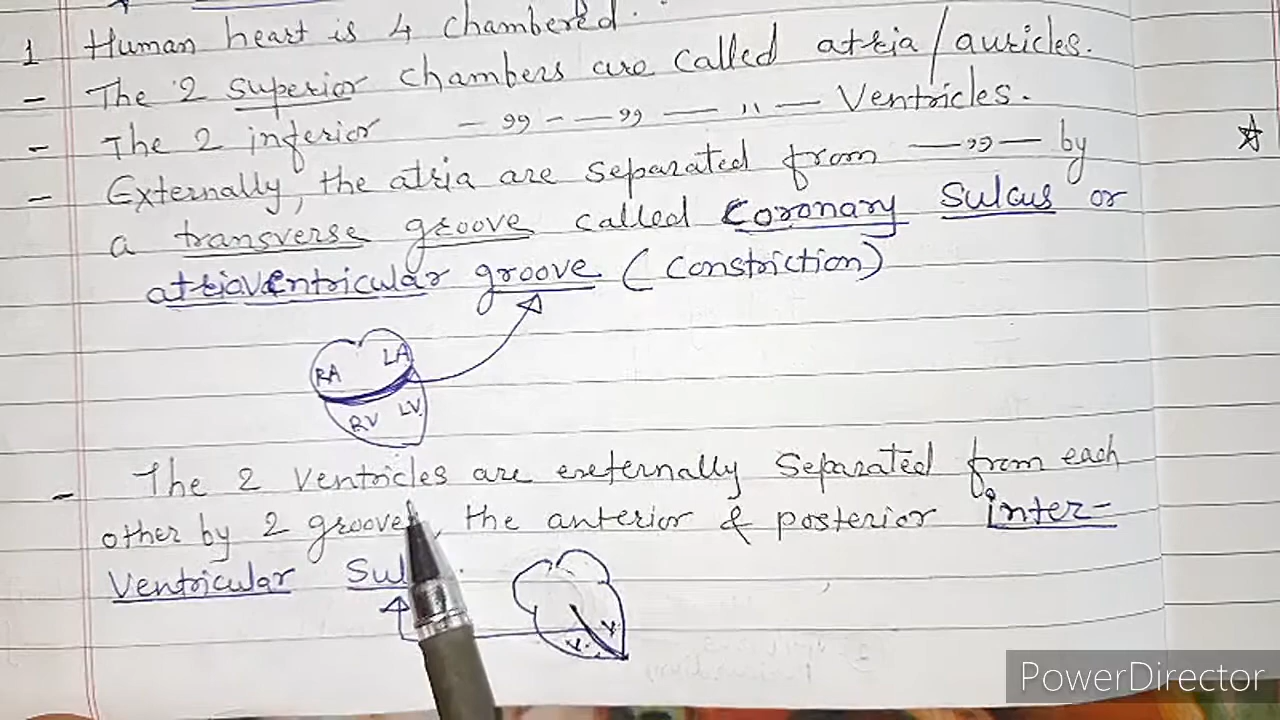 1 Human heart is 4 chambered.
- The 2 superior chambers are called atria/auricles.
- The 2 inferior - ,, - — ,, — ,, — Ventricles.
- Externally, the atria are separated from — ,, — by
a transverse groove called Coronary Sulcus or
atrioventricular groove (Constriction)
RA LA
RV LV
- The 2 ventricles are externally separated from each
other by 2 groove, the anterior & posterior inter-
ventricular Sul
V. V.
PowerDirector